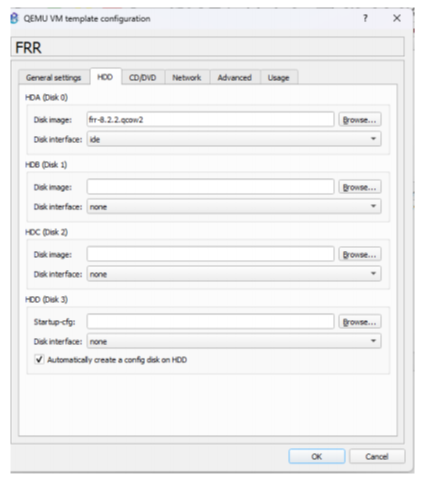 QEMU VM template configuration ? X
FRR
General settings HDD CD/DVD Network Advanced Usage
HDA (Disk 0)
Disk image: frr-8.2.2.qcow2 Browse...
Disk interface: ide
HDB (Disk 1)
Disk image: Browse...
Disk interface: none
HDC (Disk 2)
Disk image: Browse...
Disk interface: none
HDD (Disk 3)
Startup-cfg: Browse...
Disk interface: none
Automatically create a config disk on HDD
OK Cancel